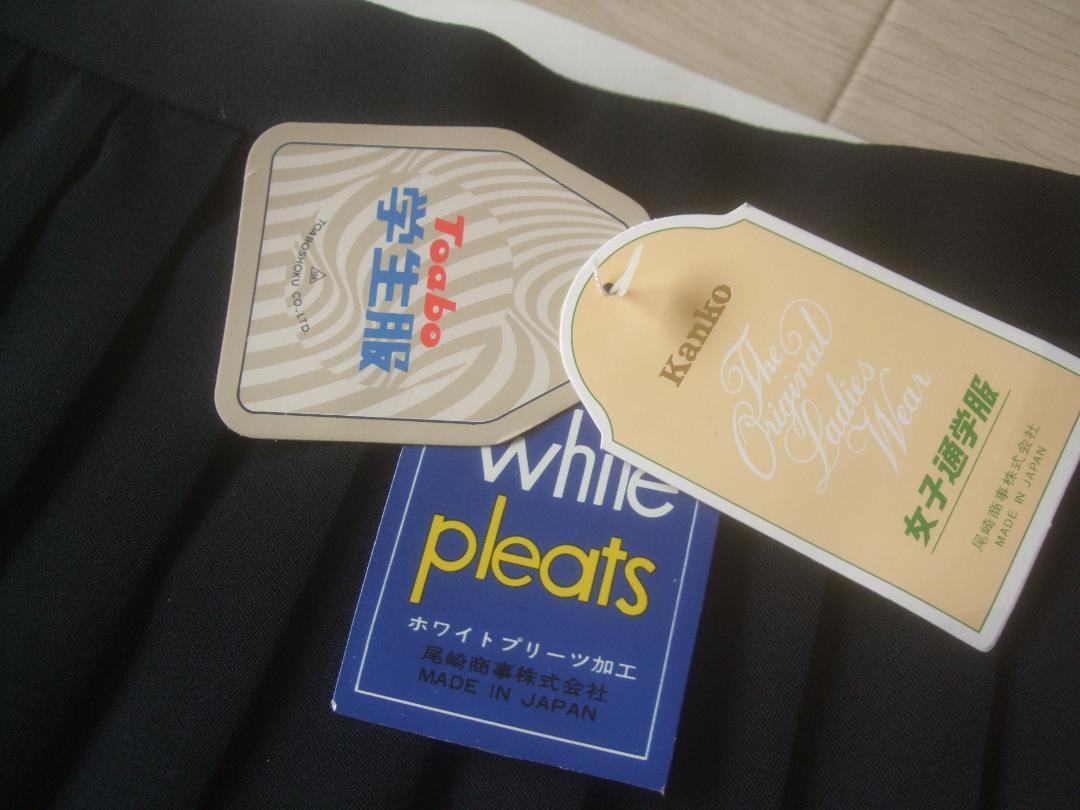 Toabo
学生服
TOABOSHOKU CO., LTD.
Kanko
The
Original
Ladies
Wear
女子通学服
尾崎商事株式会社
MADE IN JAPAN
white
pleats
ホワイトプリーツ加工
尾崎商事株式会社
MADE IN JAPAN